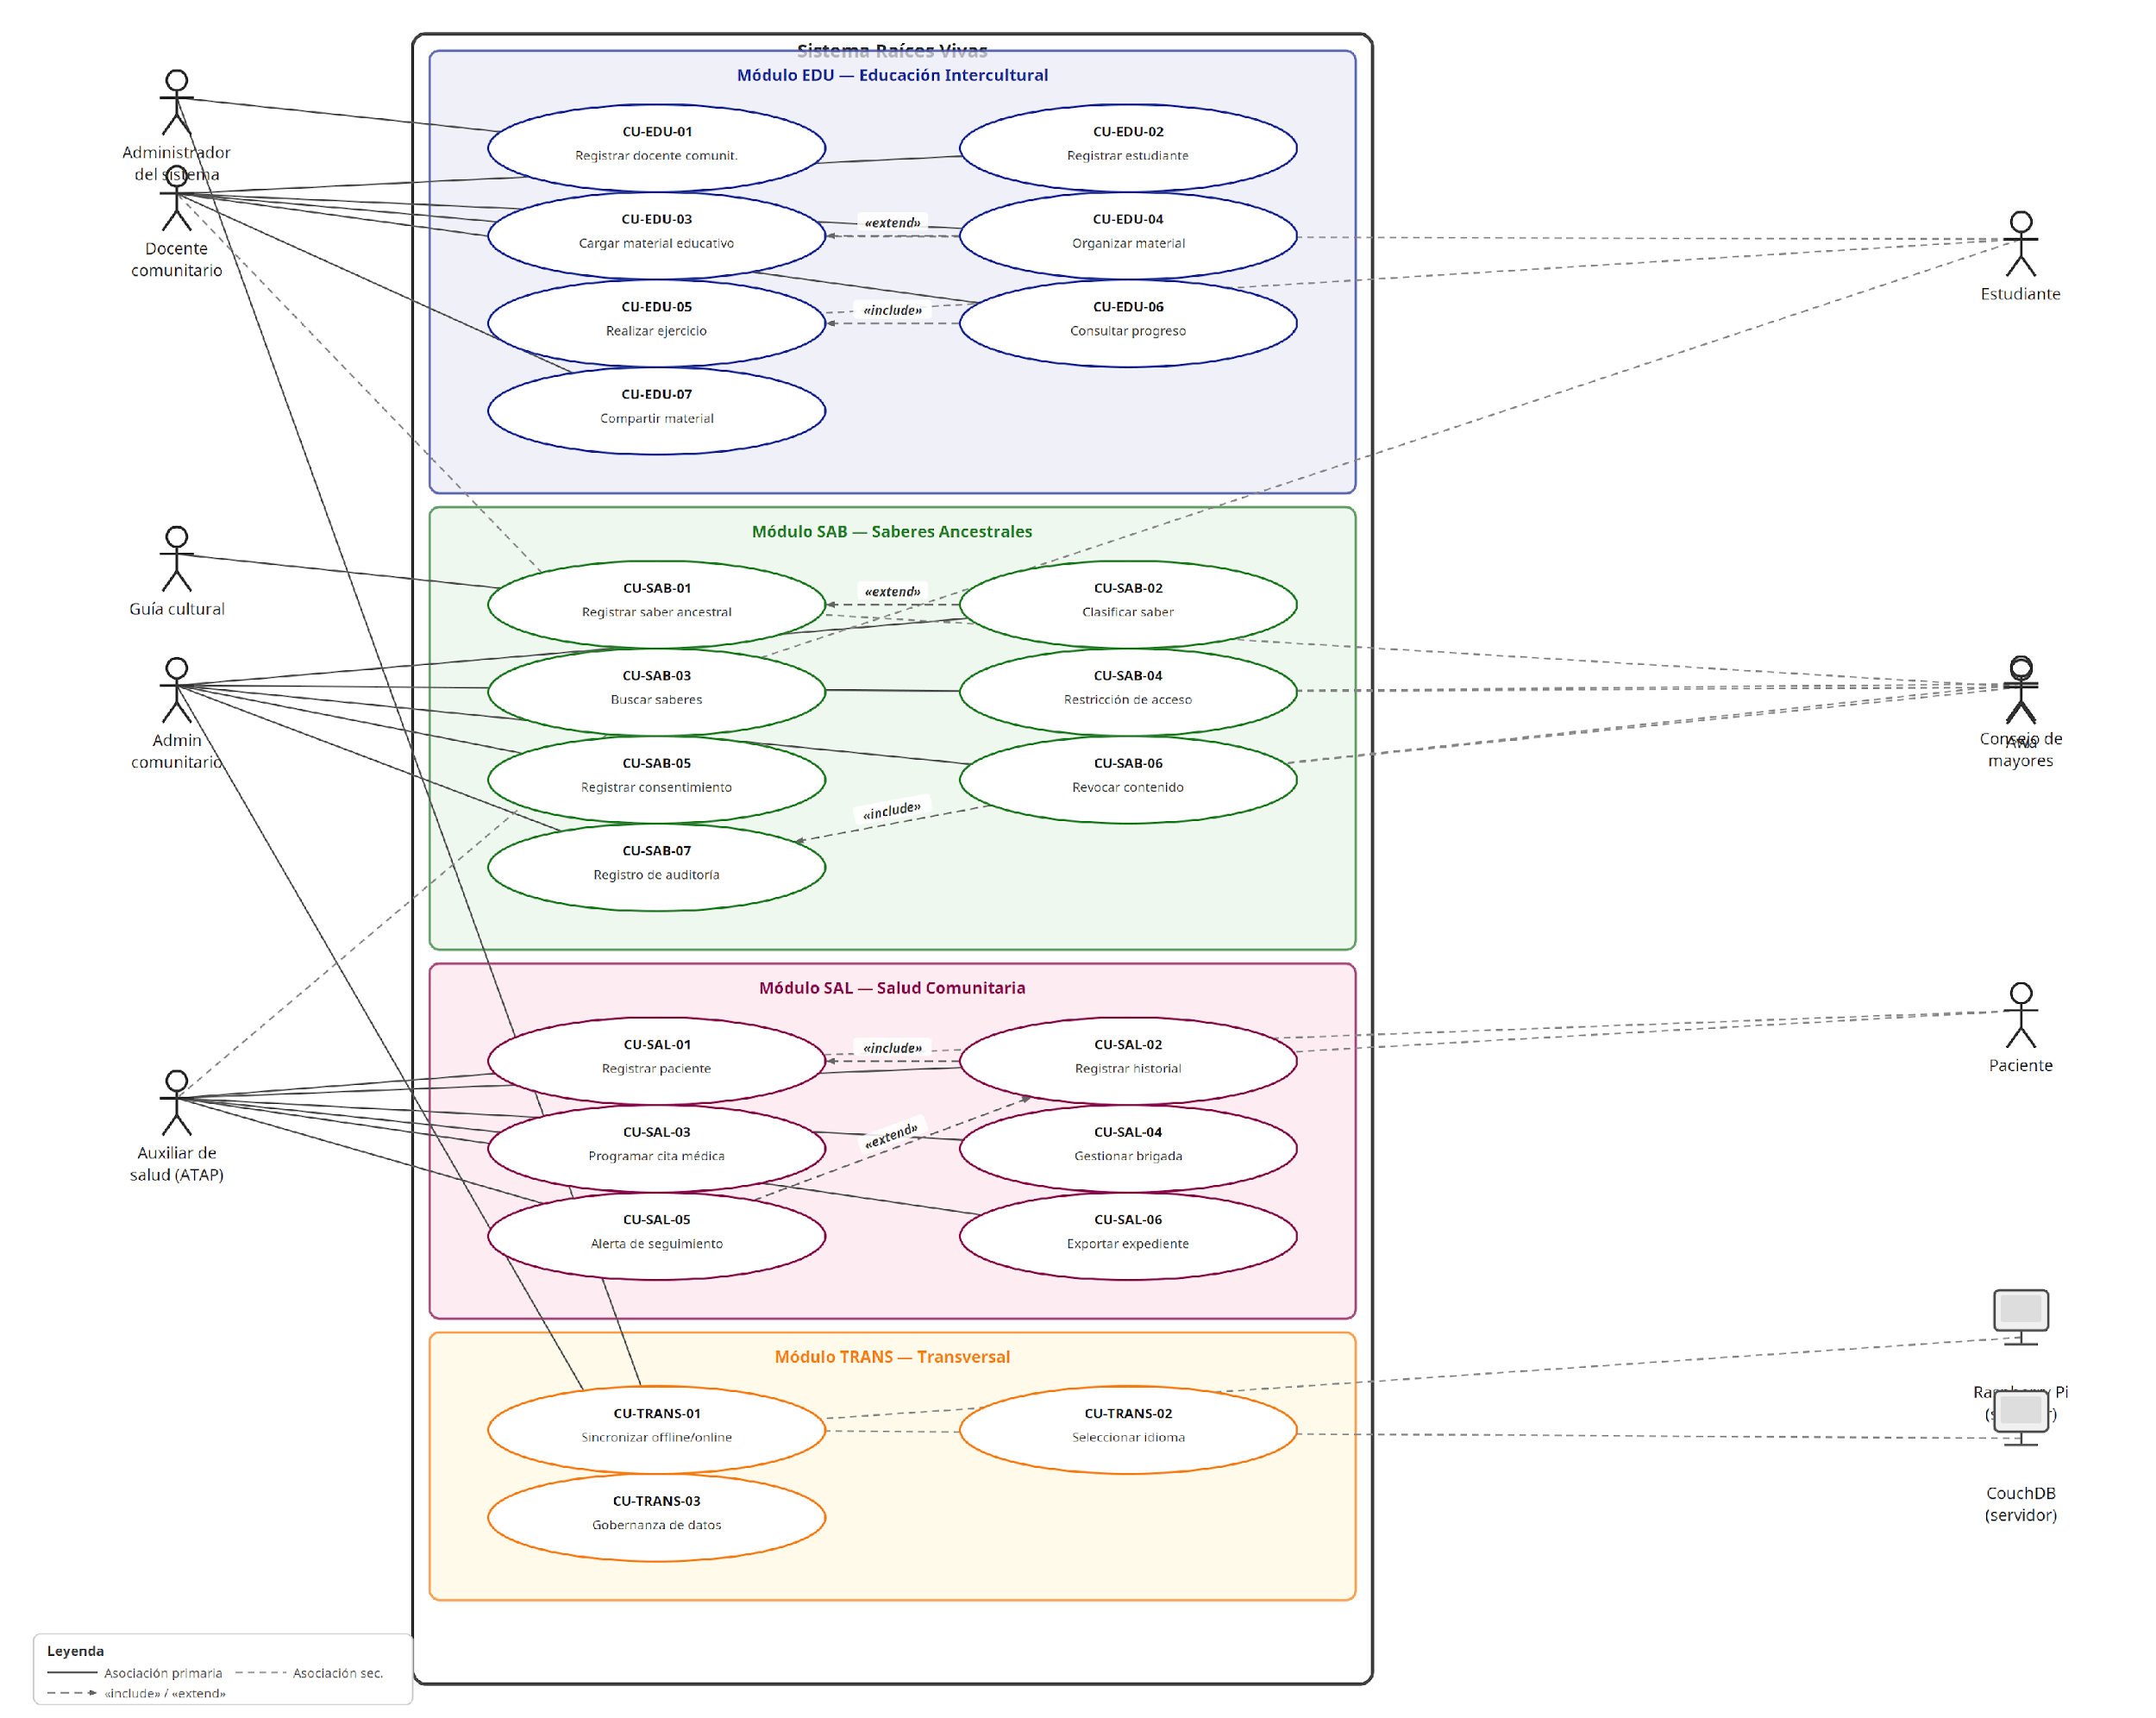 Sistema Raíces Vivas
Módulo EDU — Educación Intercultural
CU-EDU-01
Registrar docente comunit.
CU-EDU-02
Registrar estudiante
CU-EDU-03
Cargar material educativo
«extend»
CU-EDU-04
Organizar material
CU-EDU-05
Realizar ejercicio
«include»
CU-EDU-06
Consultar progreso
CU-EDU-07
Compartir material
Administrador
del sistema
Docente
comunitario
Estudiante
Módulo SAB — Saberes Ancestrales
CU-SAB-01
Registrar saber ancestral
«extend»
CU-SAB-02
Clasificar saber
CU-SAB-03
Buscar saberes
CU-SAB-04
Restricción de acceso
CU-SAB-05
Registrar consentimiento
CU-SAB-06
Revocar contenido
«include»
CU-SAB-07
Registro de auditoría
Guía cultural
Admin
comunitario
Consejo de
mayores
Módulo SAL — Salud Comunitaria
CU-SAL-01
Registrar paciente
«include»
CU-SAL-02
Registrar historial
CU-SAL-03
Programar cita médica
«extend»
CU-SAL-04
Gestionar brigada
CU-SAL-05
Alerta de seguimiento
CU-SAL-06
Exportar expediente
Auxiliar de
salud (ATAP)
Paciente
Módulo TRANS — Transversal
CU-TRANS-01
Sincronizar offline/online
CU-TRANS-02
Seleccionar idioma
CU-TRANS-03
Gobernanza de datos
Raspberry Pi
CouchDB
(servidor)
Leyenda
Asociación primaria
Asociación sec.
«include» / «extend»